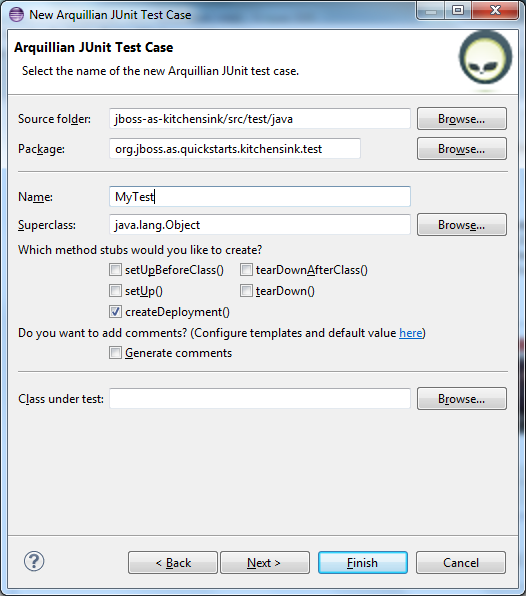 New Arquillian JUnit Test Case
Arquillian JUnit Test Case
Select the name of the new Arquillian JUnit test case.
Source folder: jboss-as-kitchensink/src/test/java Browse...
Package: org.jboss.as.quickstarts.kitchensink.test Browse...
Name: MyTest
Superclass: java.lang.Object Browse...
Which method stubs would you like to create?
setUpBeforeClass() tearDownAfterClass()
setUp() tearDown()
createDeployment()
Do you want to add comments? (Configure templates and default value here)
Generate comments
Class under test: Browse...
? < Back Next > Finish Cancel